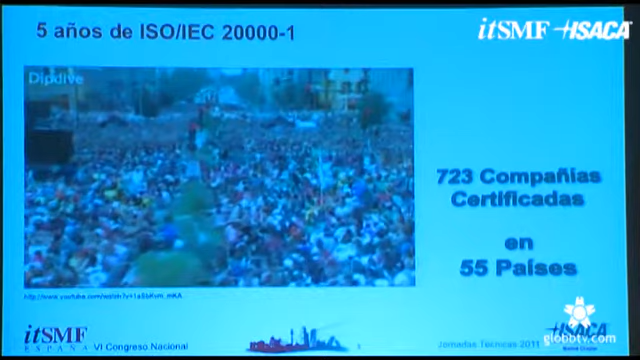 5 años de ISO/IEC 20000-1
itSMF +ISACA
Dipdive
723 Compañías
Certificadas
en
55 Países
itSMF
ESPAÑA VI Congreso Nacional
Jornadas Técnicas 2011
ISACA
globbtv.com